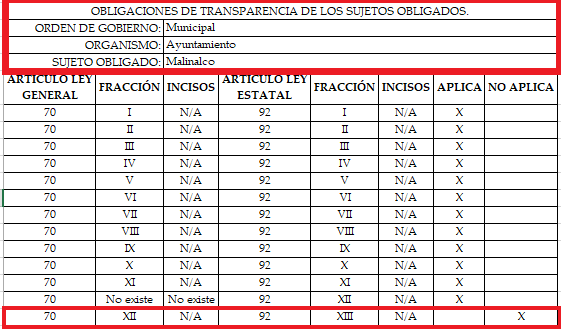 OBLIGACIONES DE TRANSPARENCIA DE LOS SUJETOS OBLIGADOS.
ORDEN DE GOBIERNO: Municipal
ORGANISMO: Ayuntamiento
SUJETO OBLIGADO: Malinalco
ARTICULO LEY GENERAL FRACCIÓN INCISOS ARTICULO LEY ESTATAL FRACCIÓN INCISOS APLICA NO APLICA
70 I N/A 92 I N/A X
70 II N/A 92 II N/A X
70 III N/A 92 III N/A X
70 IV N/A 92 IV N/A X
70 V N/A 92 V N/A X
70 VI N/A 92 VI N/A X
70 VII N/A 92 VII N/A X
70 VIII N/A 92 VIII N/A X
70 IX N/A 92 IX N/A X
70 X N/A 92 X N/A X
70 XI N/A 92 XI N/A X
70 No existe No existe 92 XII N/A X
70 XII N/A 92 XIII N/A X